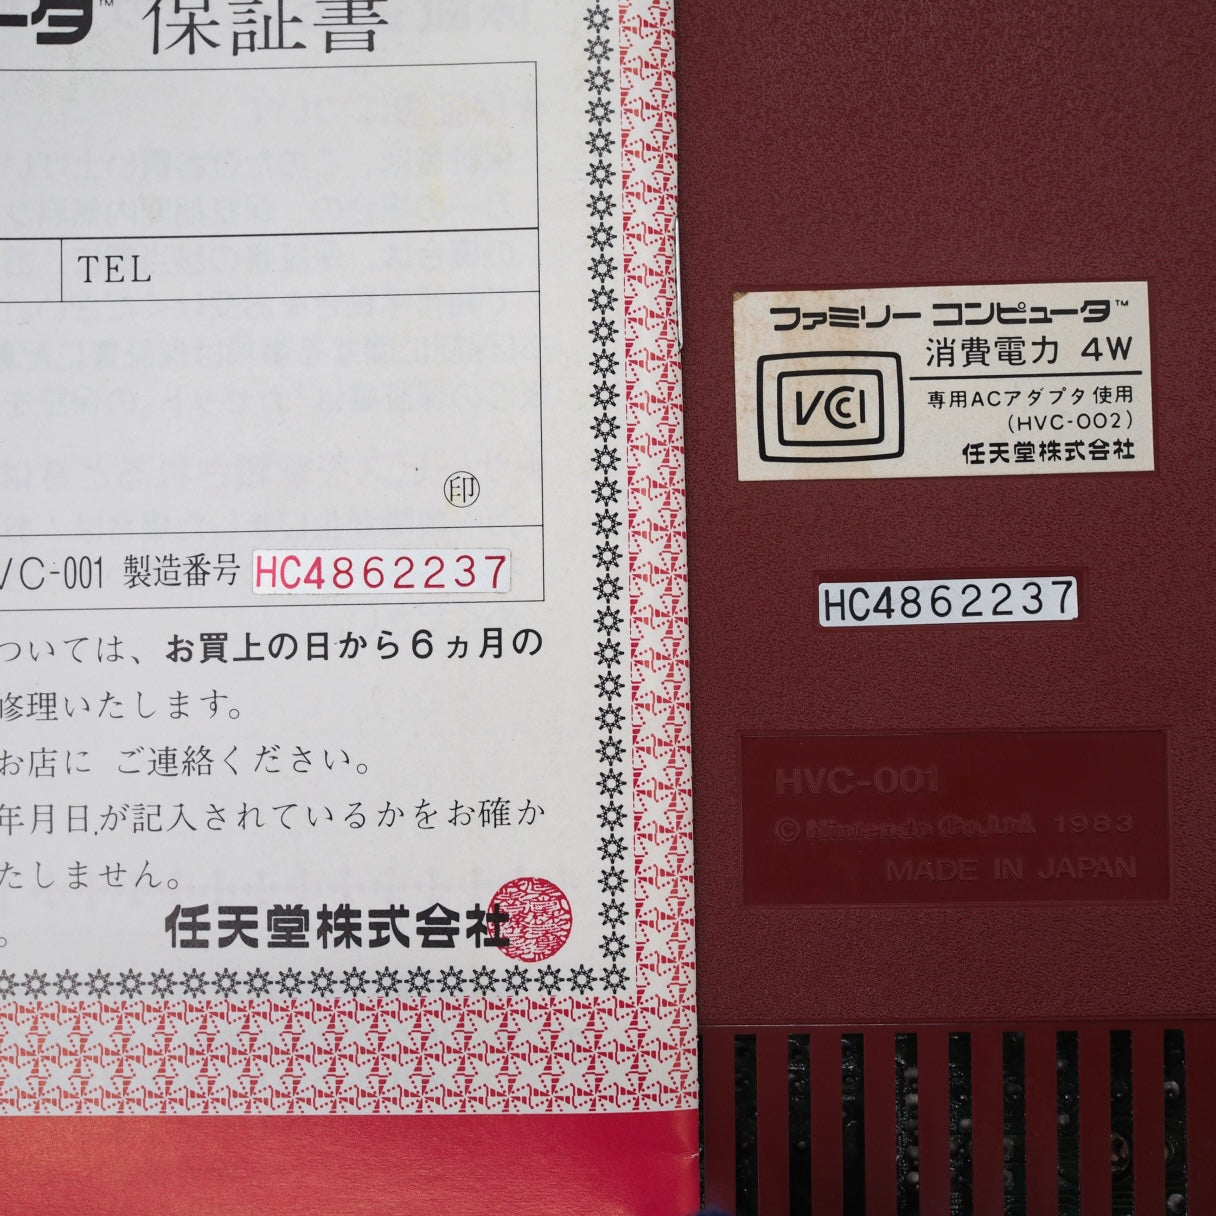 ータ™ 保証書
TEL
印
VC-001 製造番号 HC4862237
ついては、お買上の日から6ヵ月の
修理いたします。
お店に ご連絡ください。
年月日が記入されているかをお確か
たしません。
。
任天堂株式会社
ファミリー コンピュータ™
消費電力 4W
VCCI
専用ACアダプタ使用
(HVC-002)
任天堂株式会社
HC4862237
HVC-001
© Nintendo Co., Ltd. 1983
MADE IN JAPAN